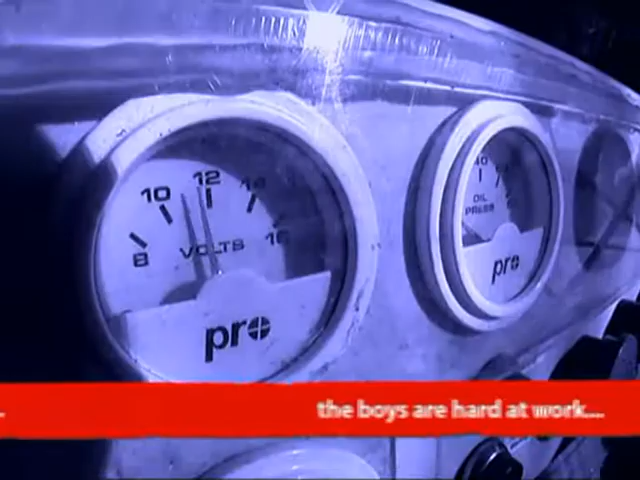 10
12
14
8
VOLTS
16
pro
40
OIL
PRESS
pro
the boys are hard at work...